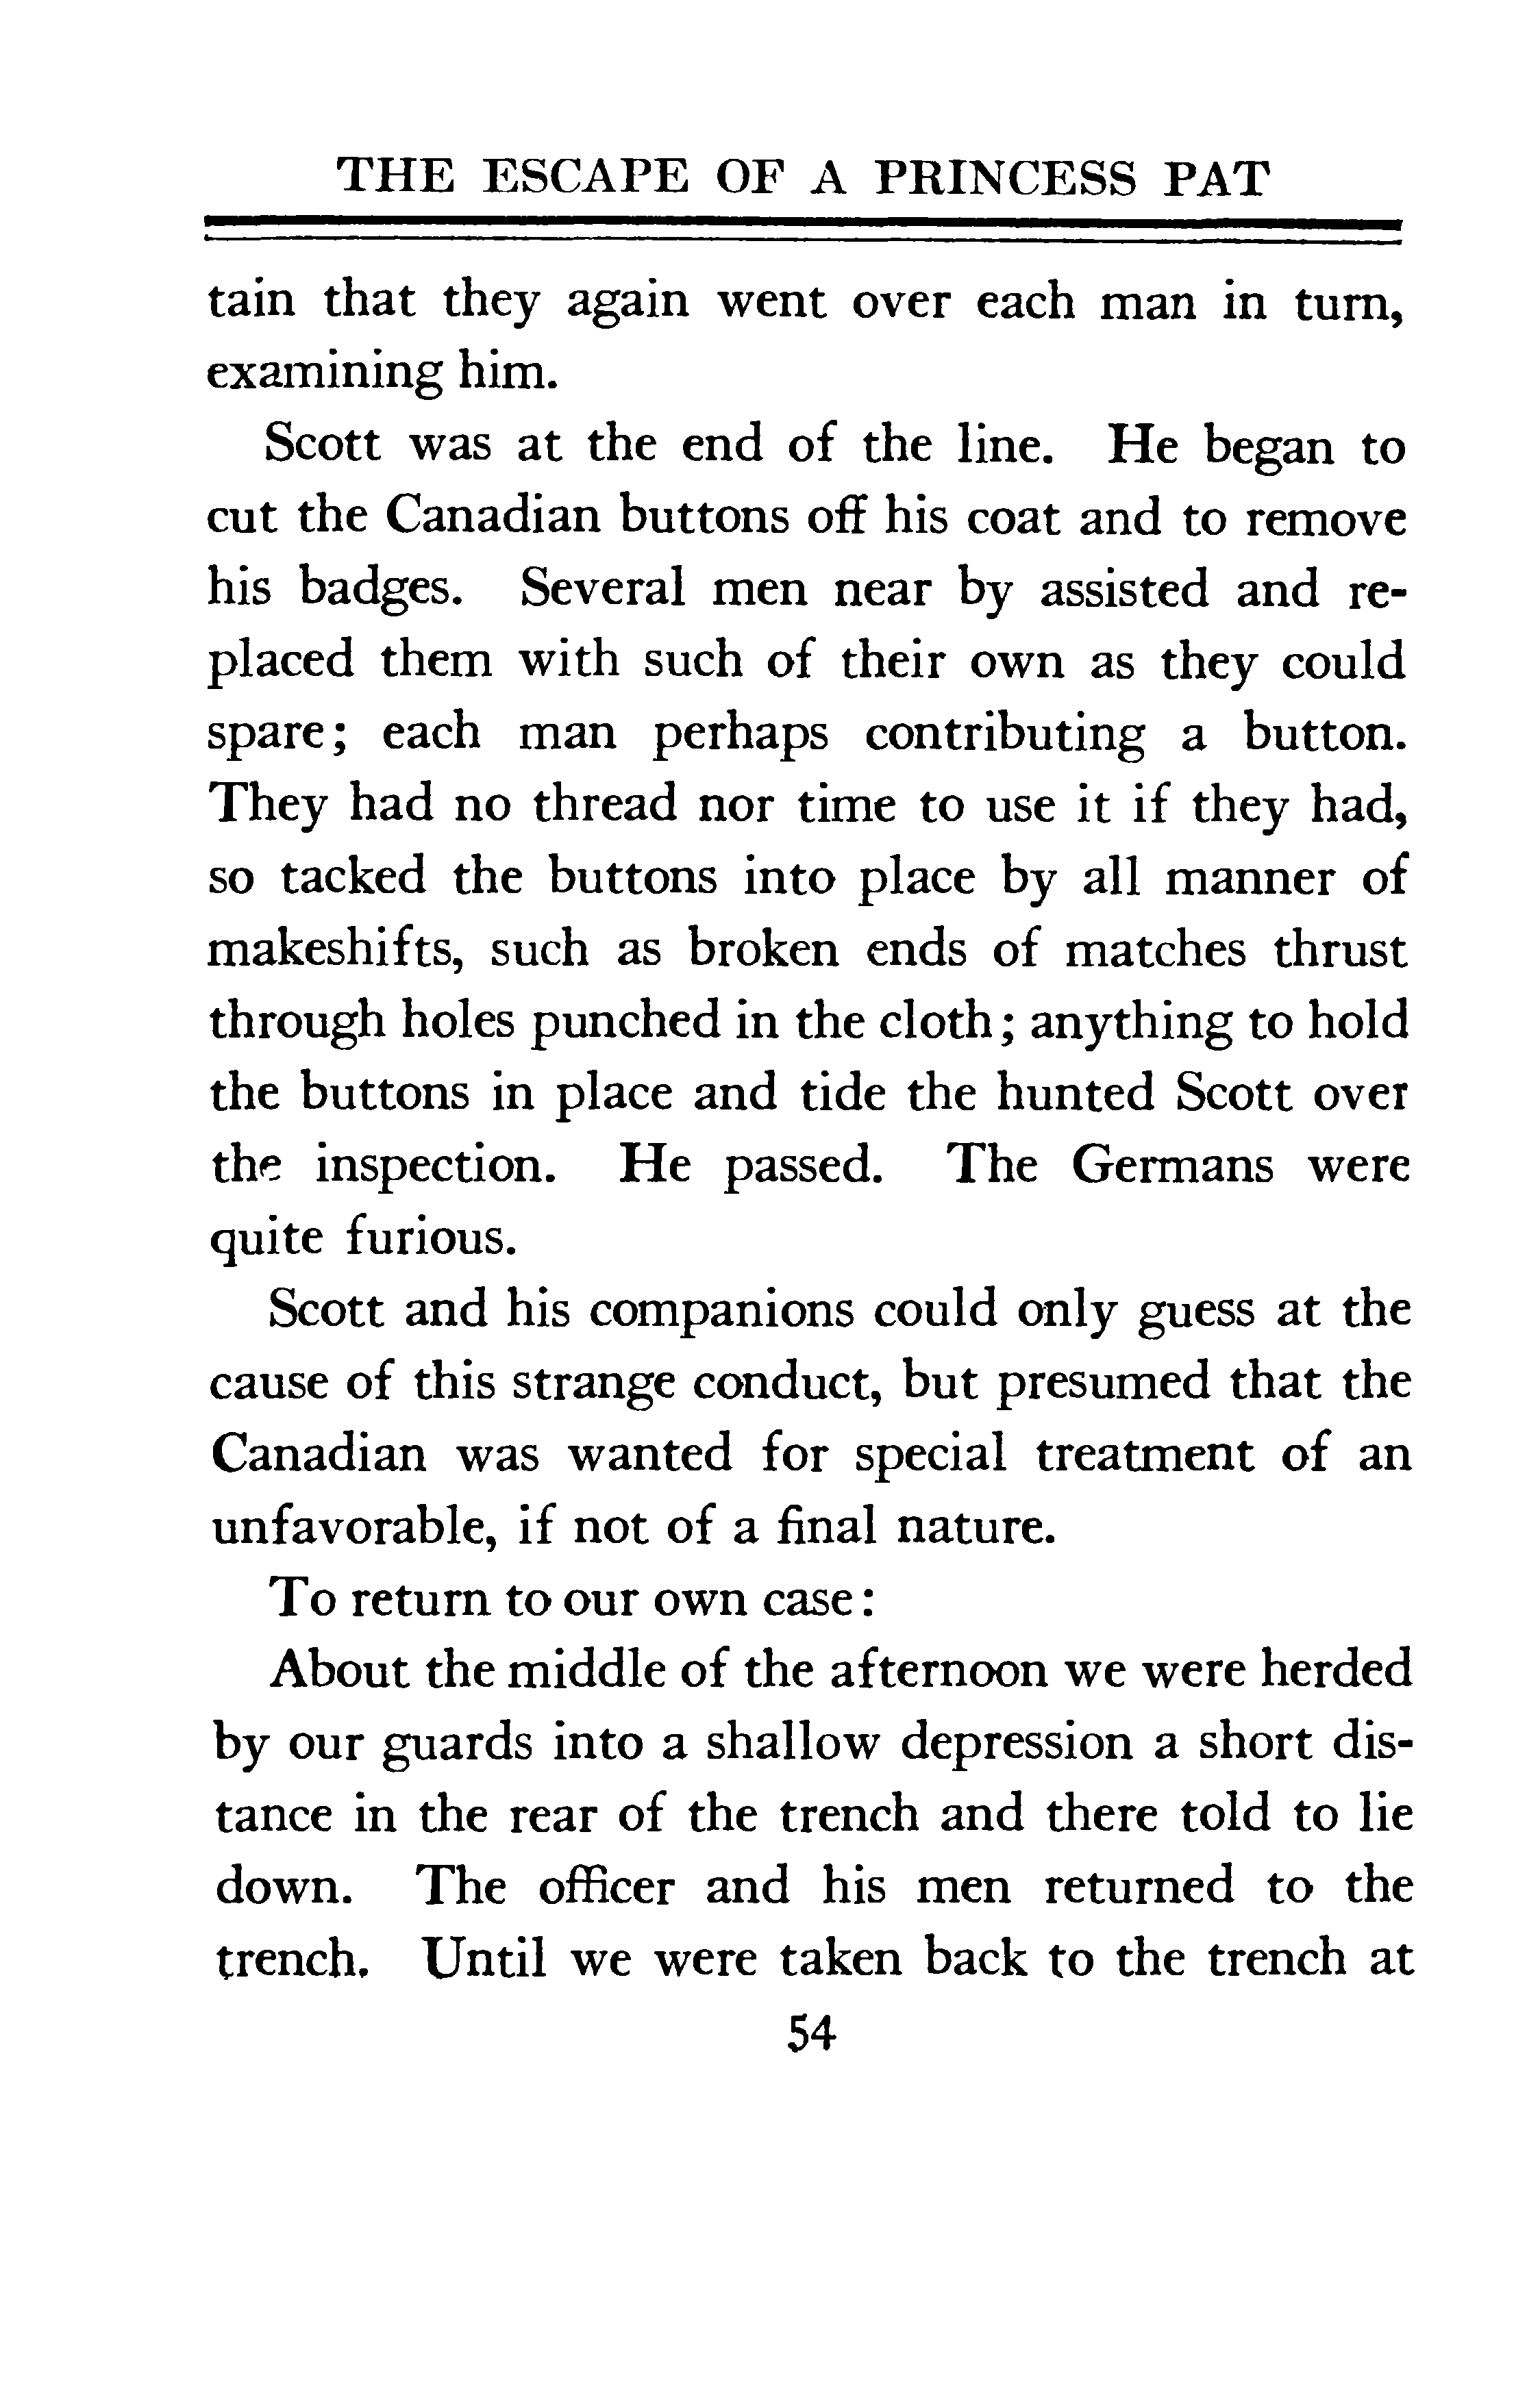 THE ESCAPE OF A PRINCESS PAT
tain that they again went over each man in turn,
examining him.
Scott was at the end of the line. He began to
cut the Canadian buttons off his coat and to remove
his badges. Several men near by assisted and re-
placed them with such of their own as they could
spare; each man perhaps contributing a button.
They had no thread nor time to use it if they had,
so tacked the buttons into place by all manner of
makeshifts, such as broken ends of matches thrust
through holes punched in the cloth; anything to hold
the buttons in place and tide the hunted Scott over
the inspection. He passed. The Germans were
quite furious.
Scott and his companions could only guess at the
cause of this strange conduct, but presumed that the
Canadian was wanted for special treatment of an
unfavorable, if not of a final nature.
To return to our own case:
About the middle of the afternoon we were herded
by our guards into a shallow depression a short dis-
tance in the rear of the trench and there told to lie
down. The officer and his men returned to the
trench. Until we were taken back to the trench at
54